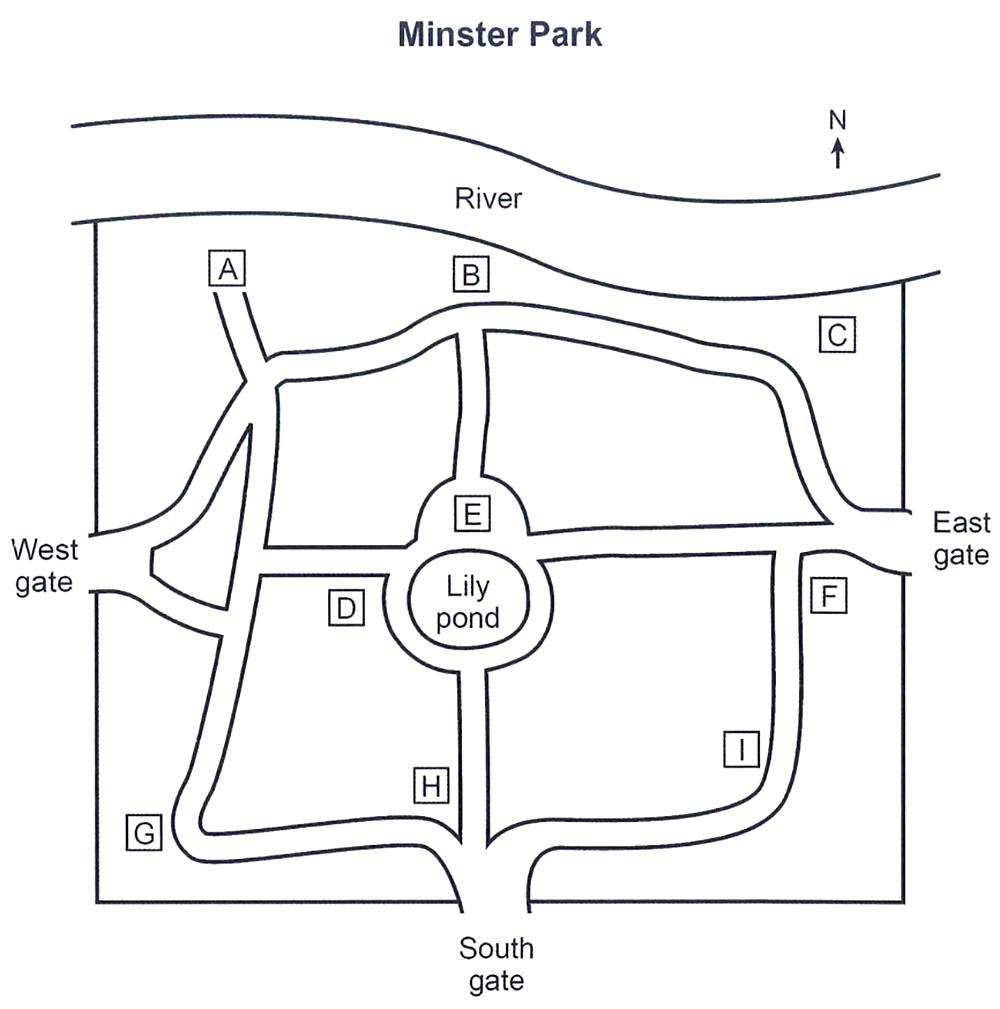 Minster Park
N
River
A
B
C
E
West
gate
East
gate
Lily
pond
D
F
I
H
G
South
gate